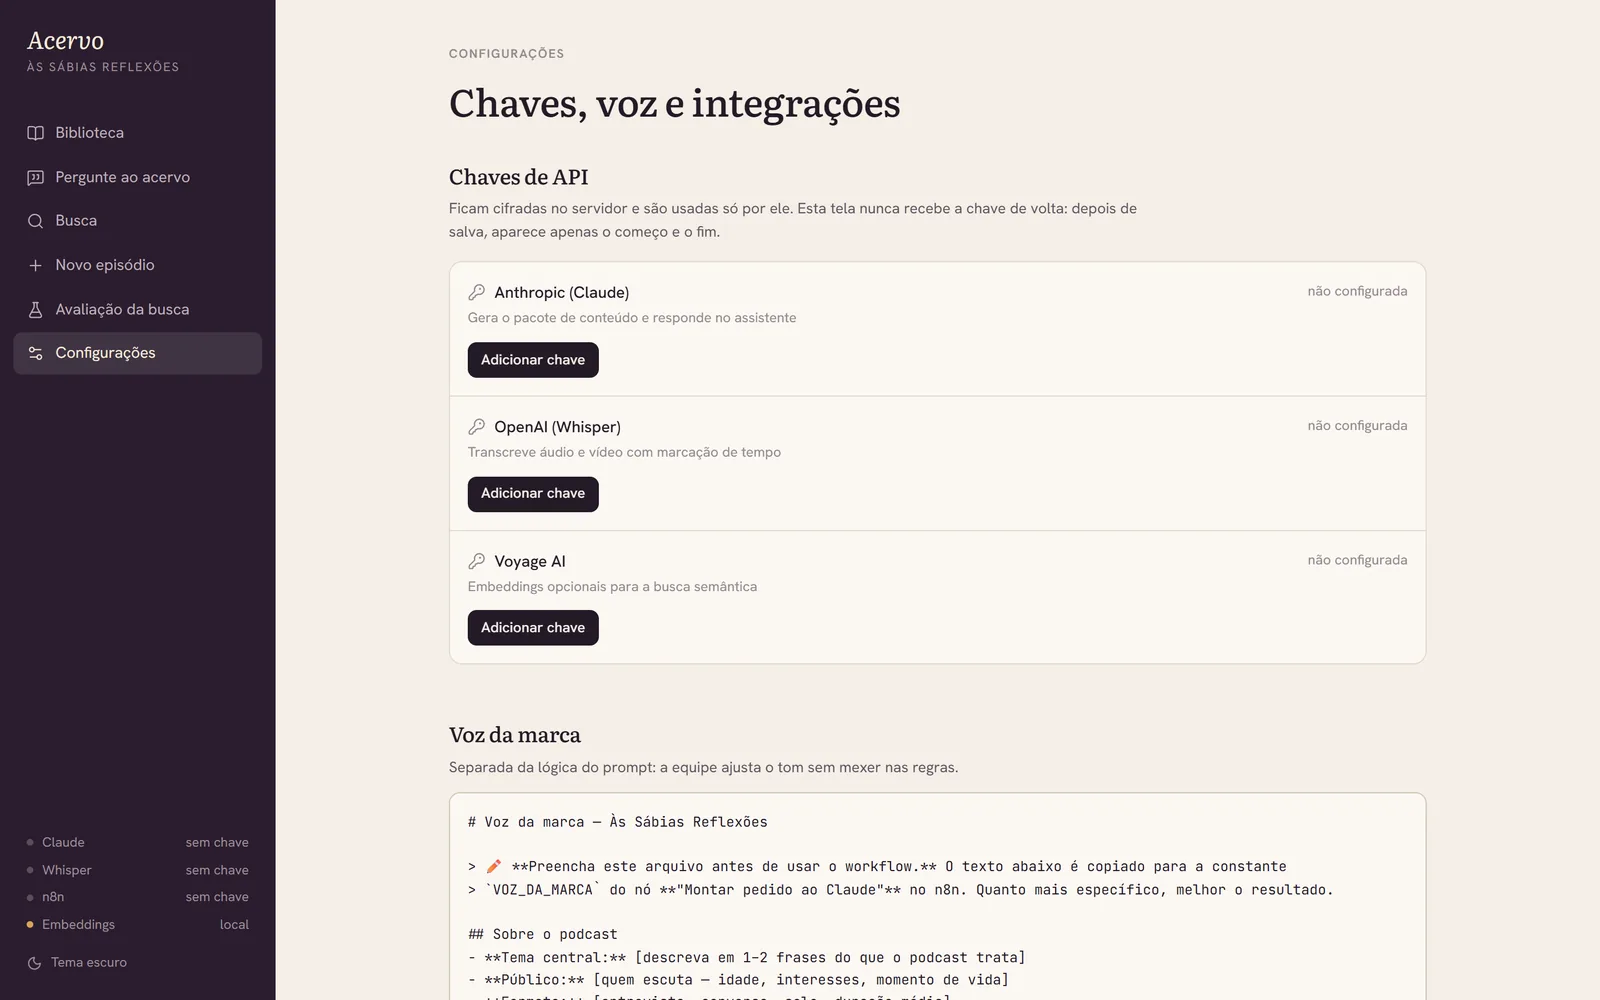 Acervo
ÀS SÁBIAS REFLEXÕES
Biblioteca
Pergunte ao acervo
Busca
Novo episódio
Avaliação da busca
Configurações
Claude sem chave
Whisper sem chave
n8n sem chave
Embeddings local
Tema escuro
CONFIGURAÇÕES
Chaves, voz e integrações
Chaves de API
Ficam cifradas no servidor e são usadas só por ele. Esta tela nunca recebe a chave de volta: depois de
salva, aparece apenas o começo e o fim.
Anthropic (Claude) não configurada
Gera o pacote de conteúdo e responde no assistente
Adicionar chave
OpenAI (Whisper) não configurada
Transcreve áudio e vídeo com marcação de tempo
Adicionar chave
Voyage AI não configurada
Embeddings opcionais para a busca semântica
Adicionar chave
Voz da marca
Separada da lógica do prompt: a equipe ajusta o tom sem mexer nas regras.
# Voz da marca — Às Sábias Reflexões
> ✏️ **Preencha este arquivo antes de usar o workflow.** O texto abaixo é copiado para a constante
> `VOZ_DA_MARCA` do nó **"Montar pedido ao Claude"** no n8n. Quanto mais específico, melhor o resultado.
## Sobre o podcast
- **Tema central:** [descreva em 1–2 frases do que o podcast trata]
- **Público:** [quem escuta — idade, interesses, momento de vida]
- **Formato:** [entrevista, conversa, solo, duração média]